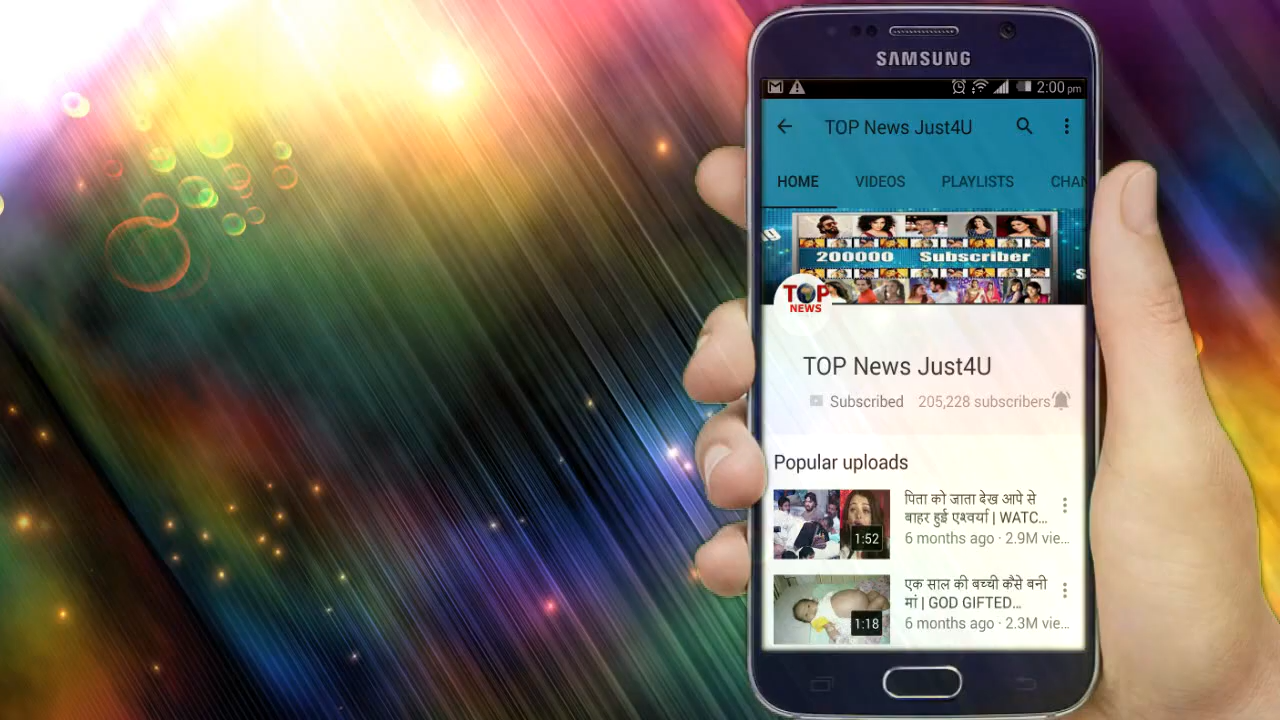 SAMSUNG
2:00 pm
TOP News Just4U
HOME VIDEOS PLAYLISTS CHAN
200000 Subscriber
TOP
NEWS
TOP News Just4U
Subscribed 205,228 subscribers
Popular uploads
पिता को जाता देख आपे से
बाहर हुई एश्वर्या | WATC...
6 months ago · 2.9M vie...
1:52
एक साल की बच्ची कैसे बनी
मां | GOD GIFTED...
6 months ago · 2.3M vie...
1:18